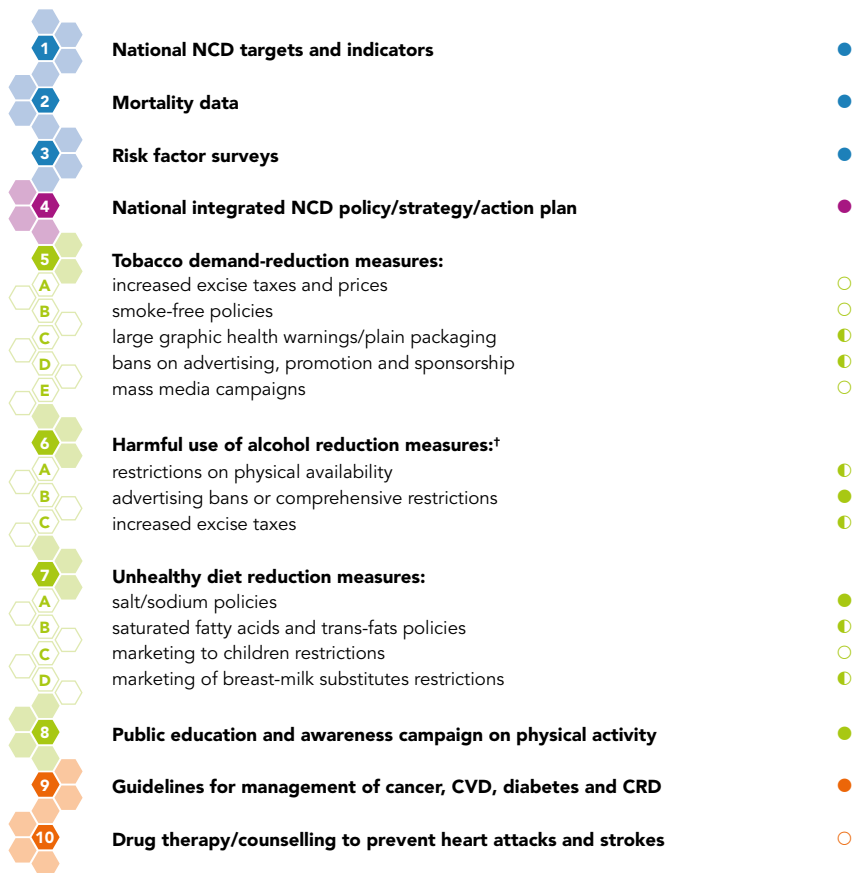 1 National NCD targets and indicators
2 Mortality data
3 Risk factor surveys
4 National integrated NCD policy/strategy/action plan
5 Tobacco demand-reduction measures:
A increased excise taxes and prices
B smoke-free policies
C large graphic health warnings/plain packaging
D bans on advertising, promotion and sponsorship
E mass media campaigns
6 Harmful use of alcohol reduction measures:†
A restrictions on physical availability
B advertising bans or comprehensive restrictions
C increased excise taxes
7 Unhealthy diet reduction measures:
A salt/sodium policies
B saturated fatty acids and trans-fats policies
C marketing to children restrictions
D marketing of breast-milk substitutes restrictions
8 Public education and awareness campaign on physical activity
9 Guidelines for management of cancer, CVD, diabetes and CRD
10 Drug therapy/counselling to prevent heart attacks and strokes